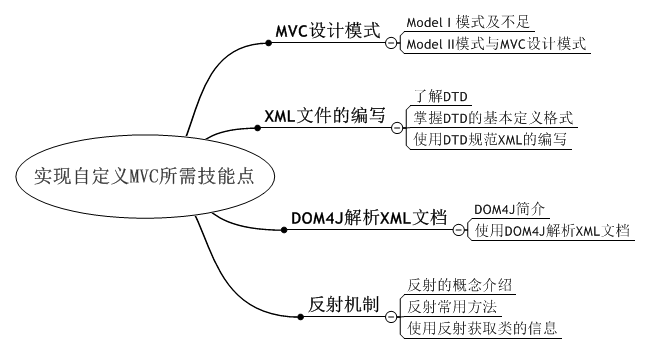 实现自定义MVC所需技能点
MVC设计模式
Model I 模式及不足
Model II模式与MVC设计模式
XML文件的编写
了解DTD
掌握DTD的基本定义格式
使用DTD规范XML的编写
DOM4J解析XML文档
DOM4J简介
使用DOM4J解析XML文档
反射机制
反射的概念介绍
反射常用方法
使用反射获取类的信息